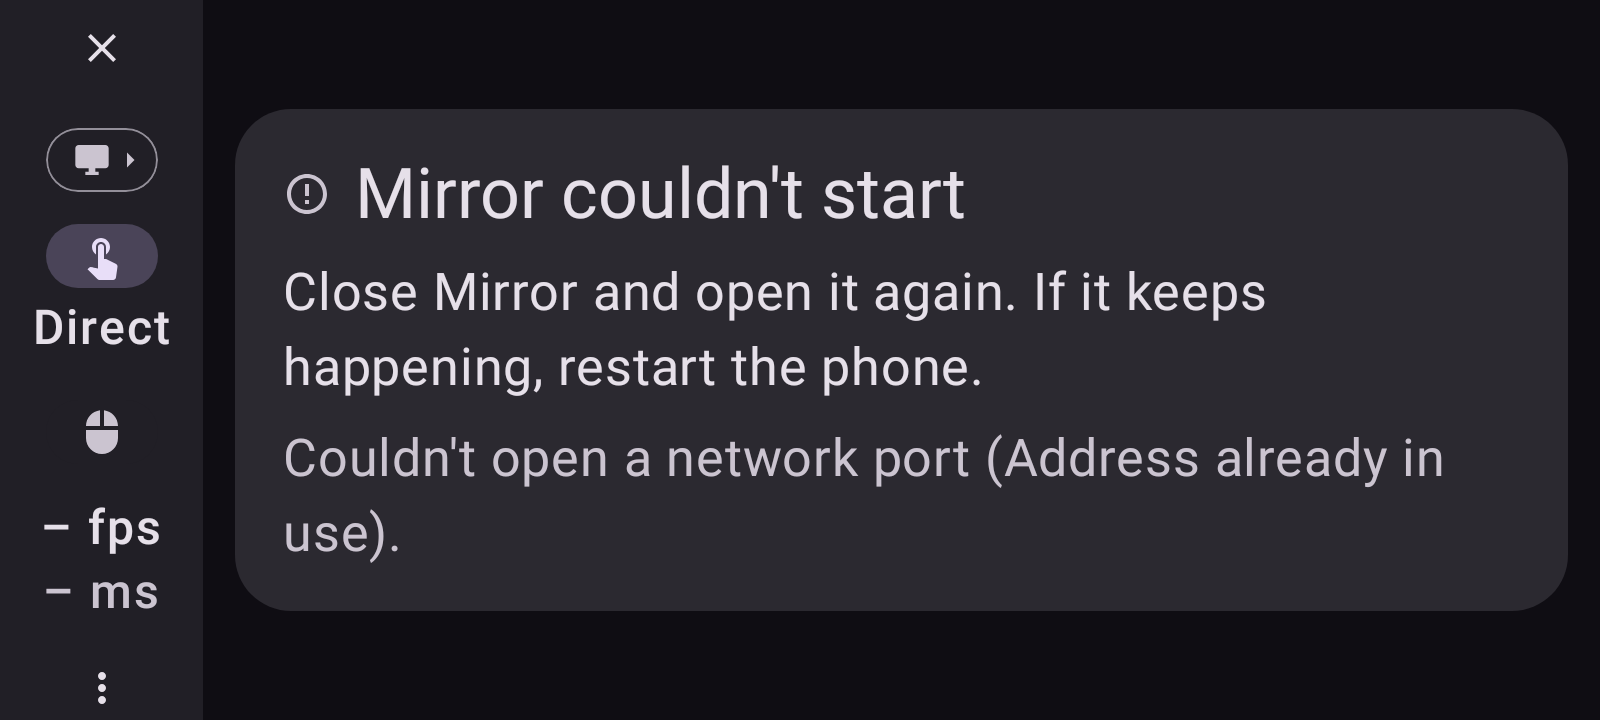 Direct
– fps
– ms
Mirror couldn't start
Close Mirror and open it again. If it keeps
happening, restart the phone.
Couldn't open a network port (Address already in
use).